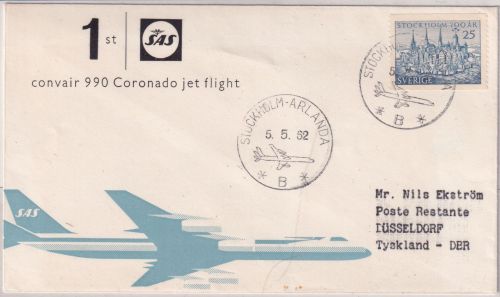 1st SAS
convair 990 Coronado jet flight
STOCKHOLM 700 ÅR
25
SVERIGE
STOCKHOLM-ARLANDA
5.5.62
* B *
* B *
SAS
Mr. Nils Ekström
Poste Restante
DÜSSELDORF
Tyskland - DBR